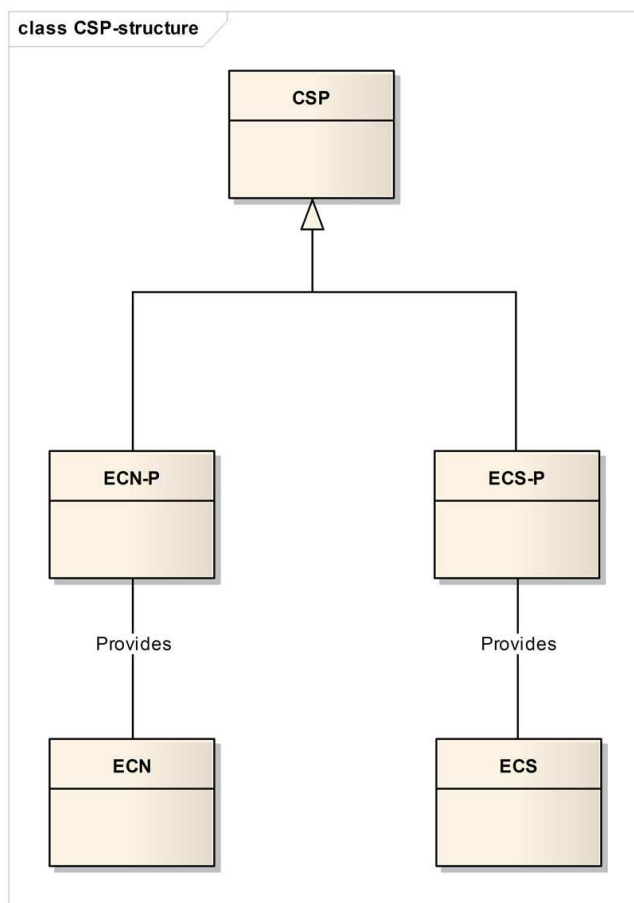 class CSP-structure
CSP
ECN-P
ECS-P
Provides
Provides
ECN
ECS